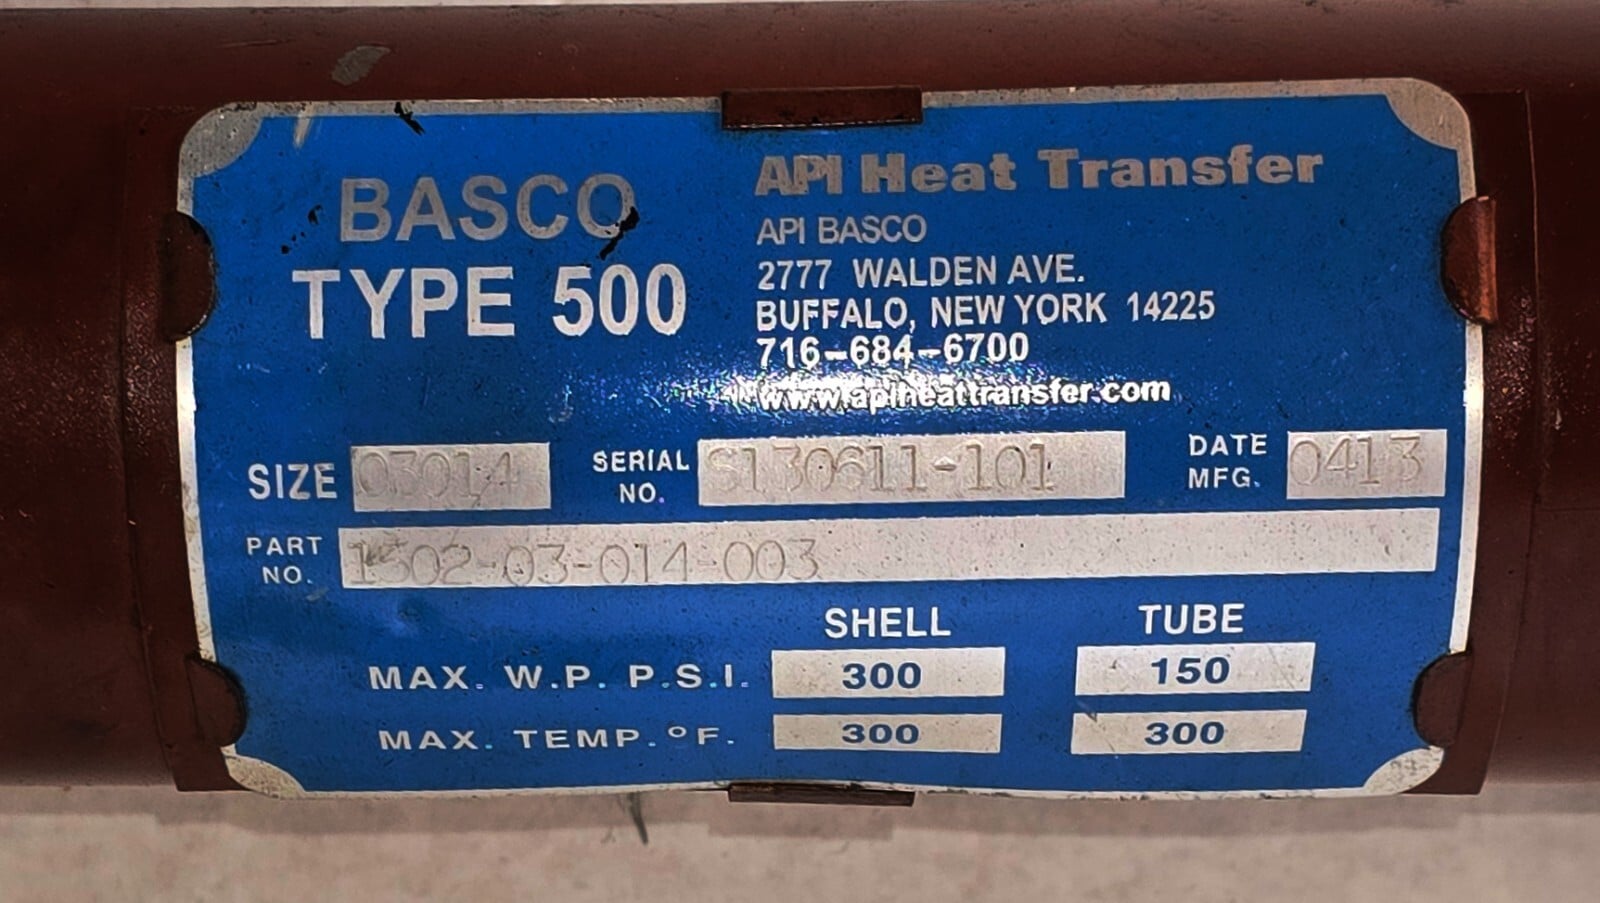 BASCO
TYPE 500
API Heat Transfer
API BASCO
2777 WALDEN AVE.
BUFFALO, NEW YORK 14225
716-684-6700
www.apiheattransfer.com
SIZE 03014
SERIAL NO. S130611-101
DATE MFG. 0413
PART NO. 1502-03-014-003
SHELL TUBE
MAX. W.P. P.S.I. 300 150
MAX. TEMP. °F. 300 300